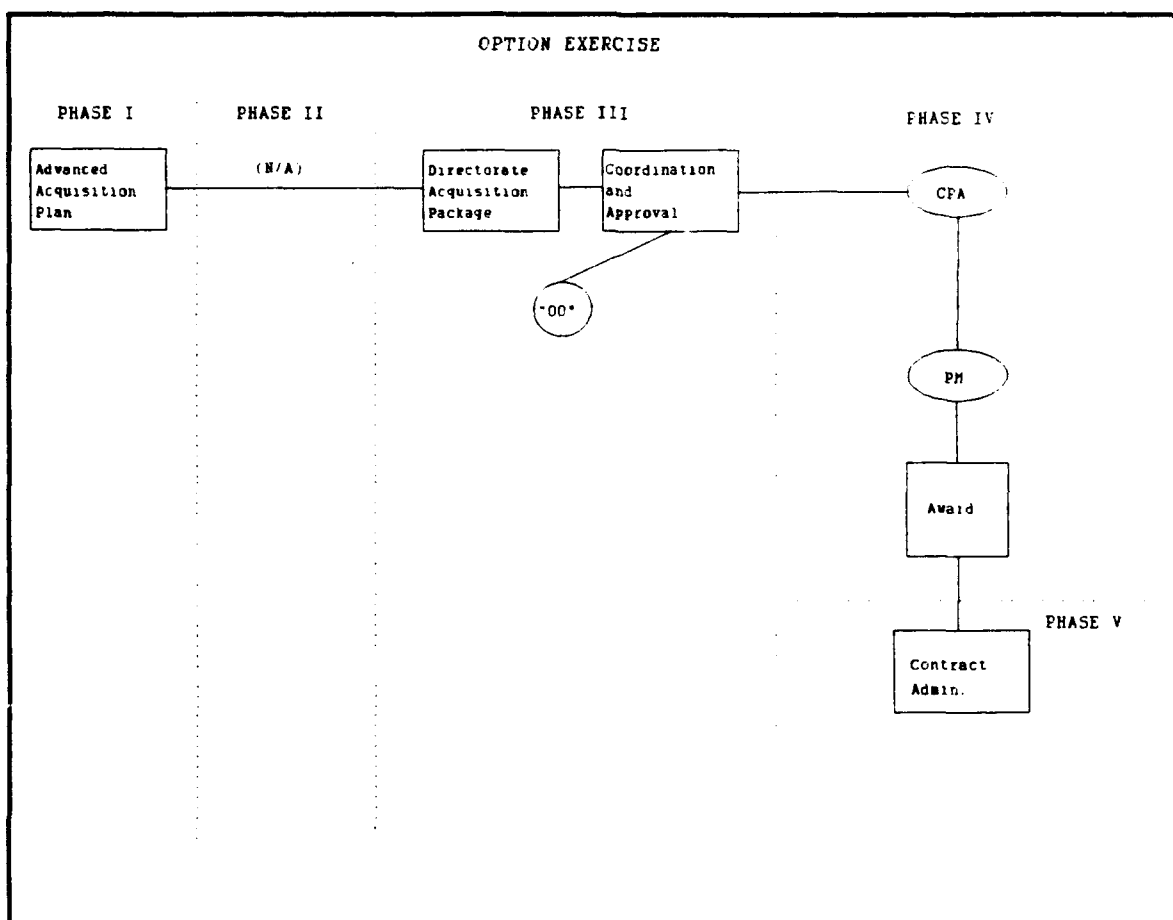 OPTION EXERCISE
PHASE I
PHASE II
PHASE III
PHASE IV
Advanced
Acquisition
Plan
(N/A)
Directorate
Acquisition
Package
Coordination
and
Approval
CPA
"00"
PM
Award
PHASE V
Contract
Admin.